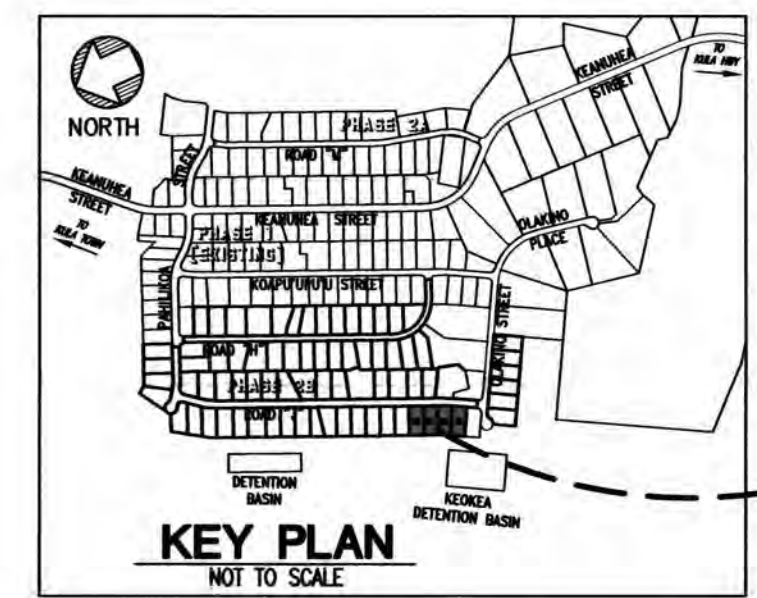 NORTH
TO
KULA HWY
KEANUHEA
STREET
PHASE 2A
STREET
ROAD "M"
KEANUHEA
STREET
TO
KULA TOWN
KEANUHEA STREET
OLAKINO
PLACE
PHASE 1
[EXISTING]
KOAPU'UPU'U STREET
PAHILIKOA
OLAKINO STREET
ROAD "H"
PHASE 2B
ROAD
DETENTION
BASIN
KEOKEA
DETENTION BASIN
KEY PLAN
NOT TO SCALE